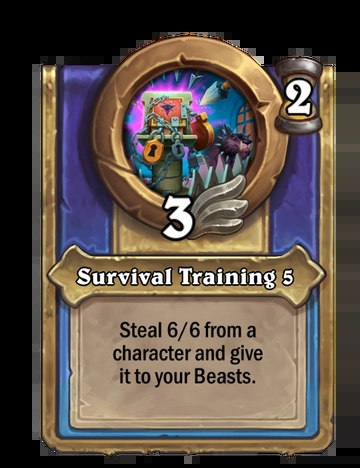 2
3
Survival Training 5
Steal 6/6 from a
character and give
it to your Beasts.